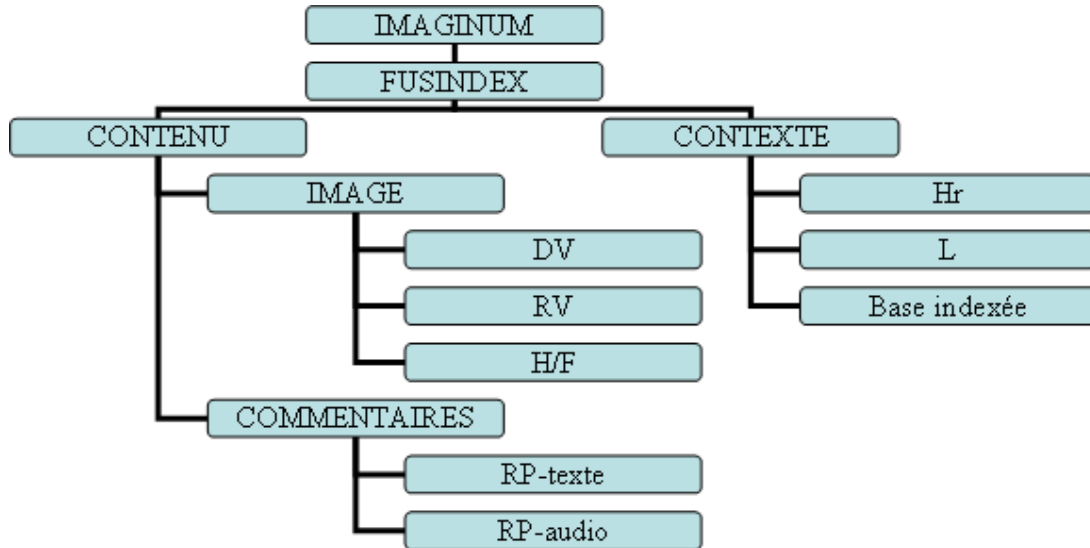 IMAGINUM
FUSINDEX
CONTENU
CONTEXTE
IMAGE
Hr
DV
L
RV
Base indexée
H/F
COMMENTAIRES
RP-texte
RP-audio